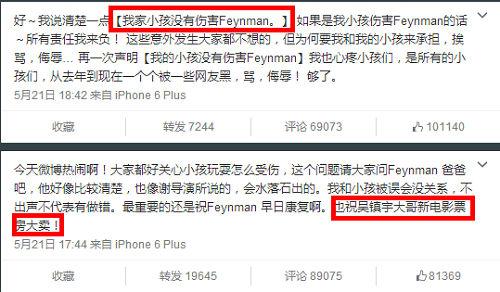 好~我说清楚一点【我家小孩没有伤害Feynman。】如果是我小孩伤害Feynman的话
~所有责任我来负！ 这些意外发生大家都不想的，但为何要我和我的小孩来承担，挨
骂，侮辱... 再一次声明【我的小孩没有伤害Feynman】我也心疼小孩们，是所有的小
孩们，从去年到现在一个个被一些网友黑，骂，侮辱！ 够了。
5月21日 18:42 来自 iPhone 6 Plus
收藏 转发 7244 评论 69073 101140
今天微博热闹啊！大家都好关心小孩玩耍怎么受伤，这个问题请大家问Feynman 爸爸
吧，他好像比较清楚，也像谢导演所说的，会水落石出的。我和小孩被误会没关系，不
出声不代表有做错。最重要的还是祝Feynman 早日康复啊。也祝吴镇宇大哥新电影票
房大卖！
5月21日 17:44 来自 iPhone 6 Plus
收藏 转发 19645 评论 89075 81369